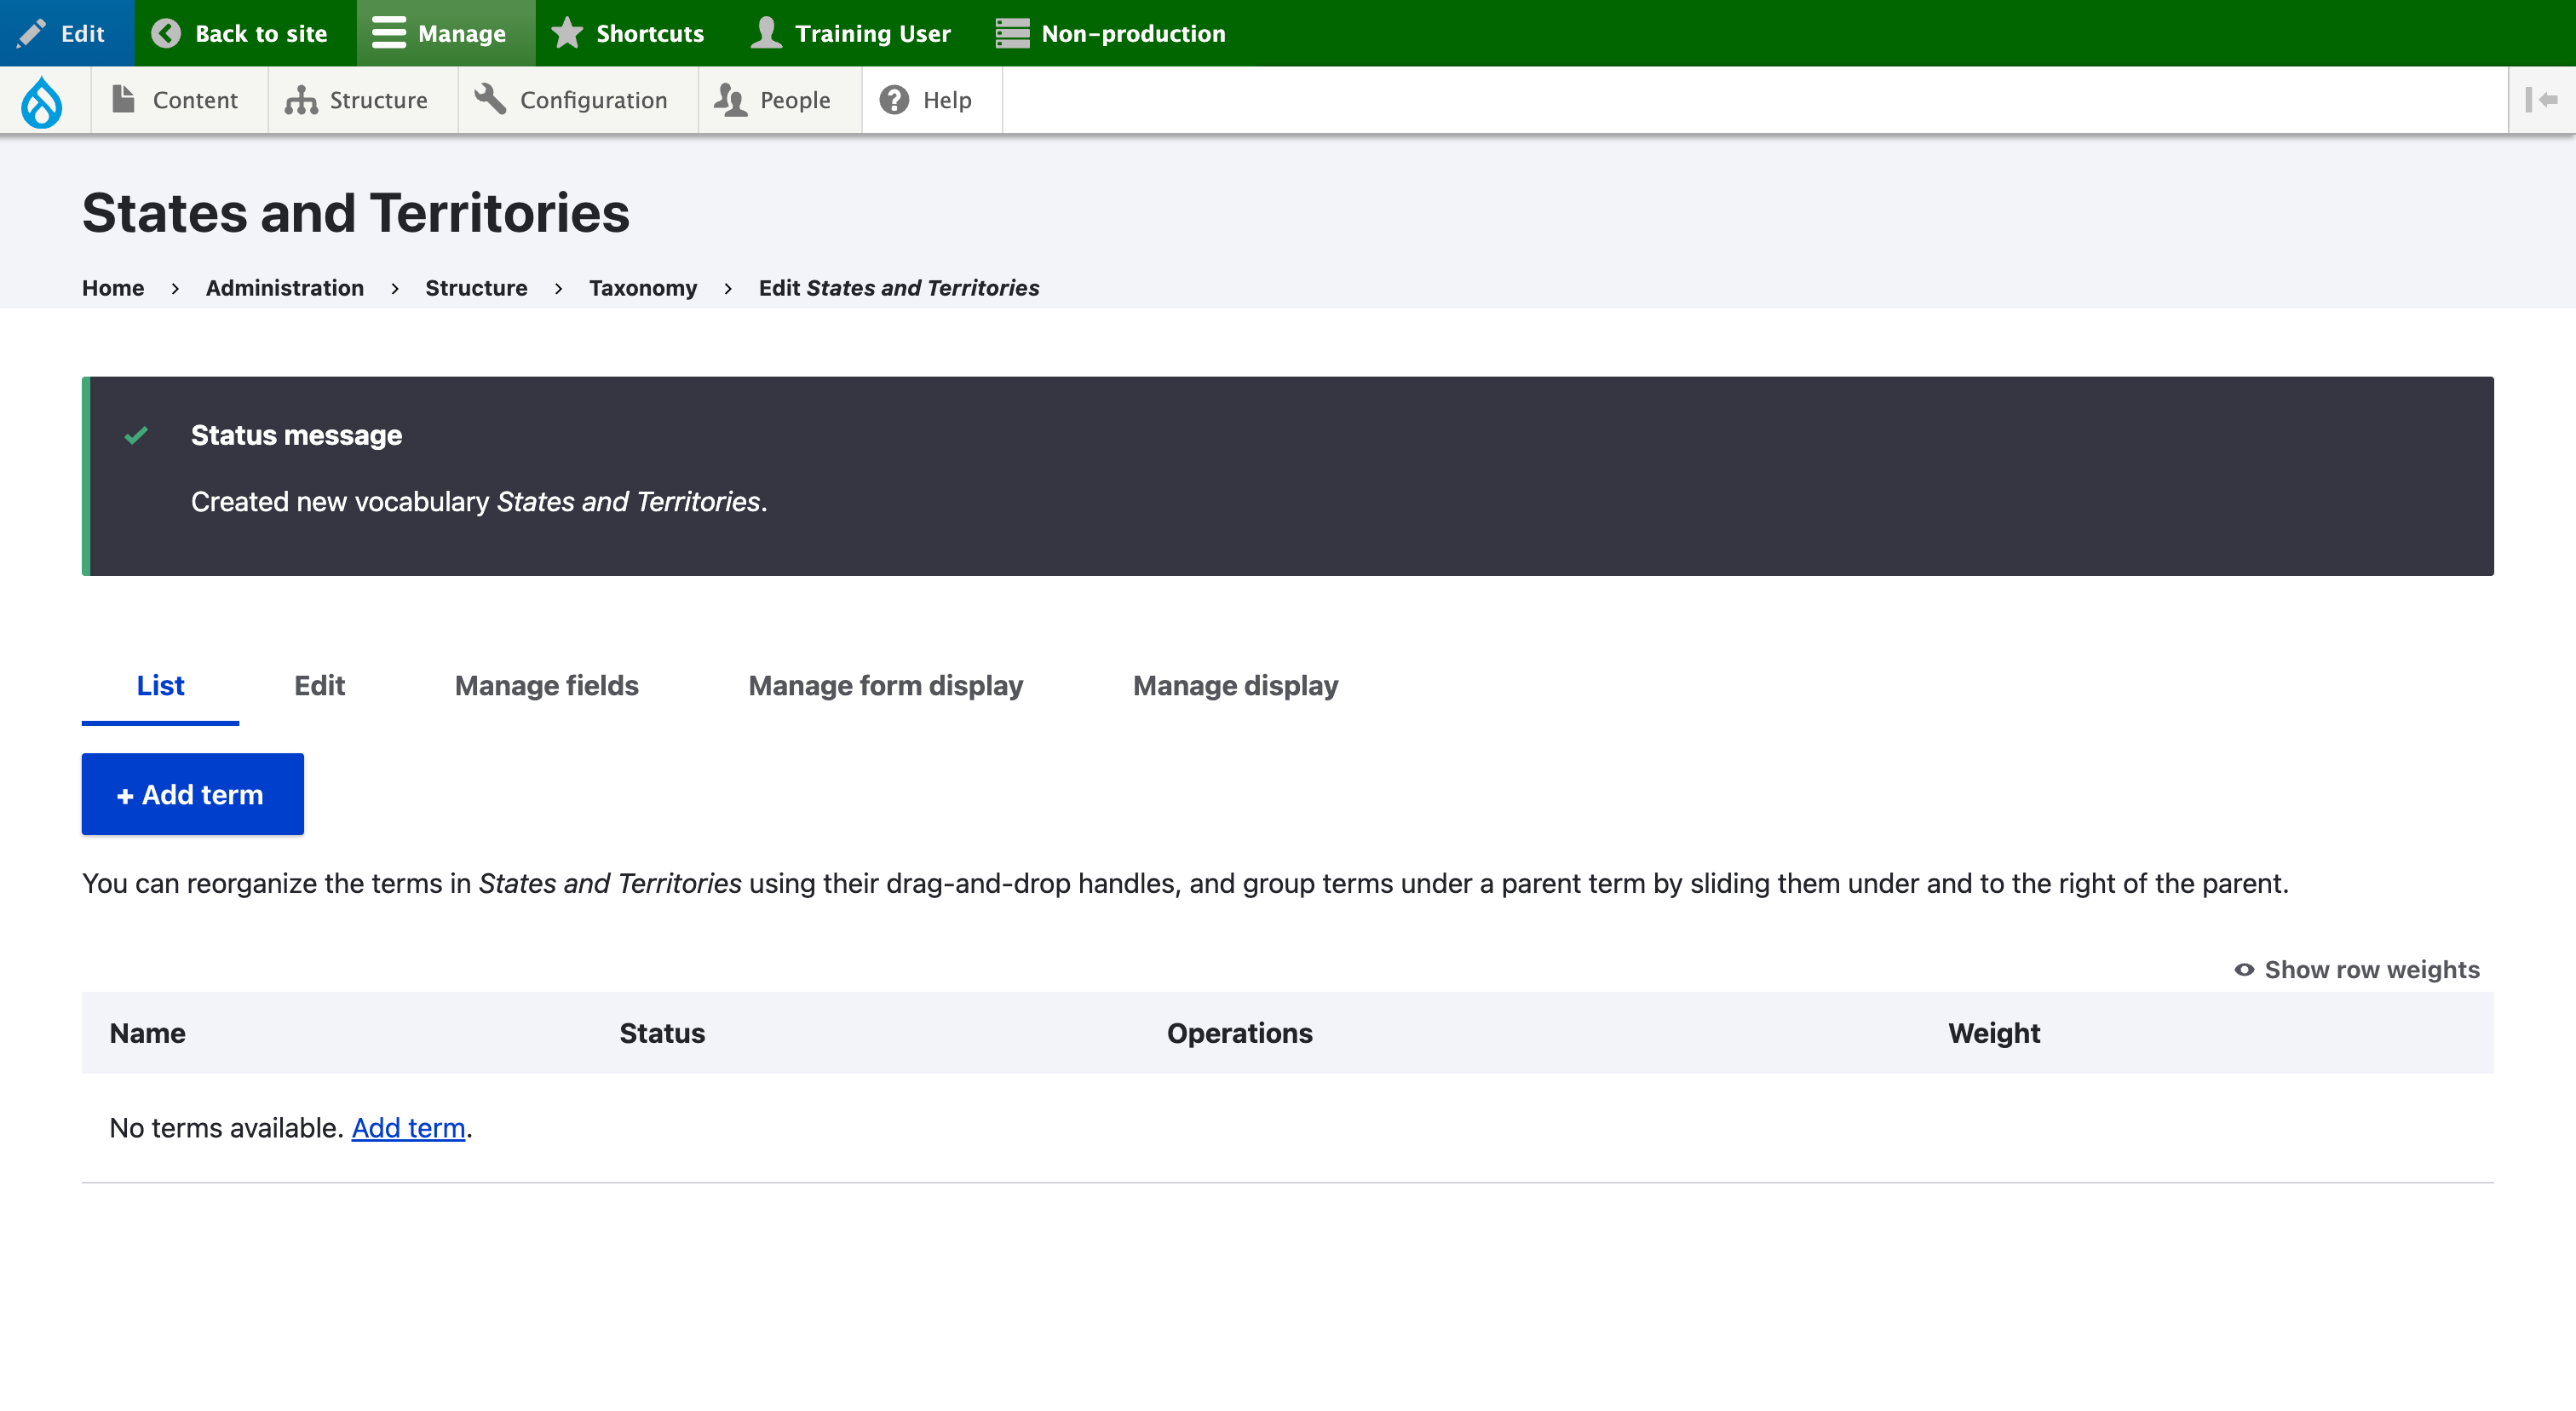 Edit Back to site Manage Shortcuts Training User Non-production
Content Structure Configuration People Help
States and Territories
Home › Administration › Structure › Taxonomy › Edit States and Territories
Status message
Created new vocabulary States and Territories.
List Edit Manage fields Manage form display Manage display
+ Add term
You can reorganize the terms in States and Territories using their drag-and-drop handles, and group terms under a parent term by sliding them under and to the right of the parent.
Show row weights
Name Status Operations Weight
No terms available. Add term.